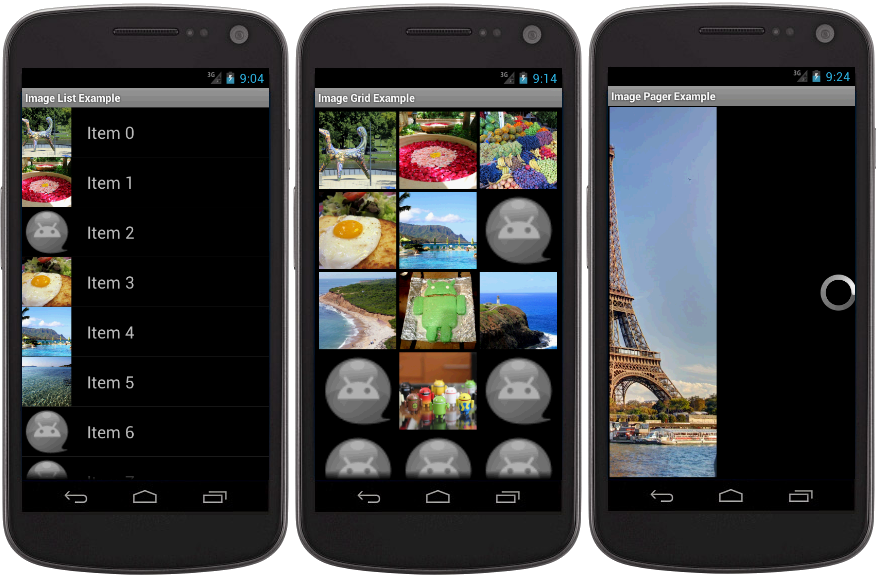 3G 9:04
Image List Example
Item 0
Item 1
Item 2
Item 3
Item 4
Item 5
Item 6
3G 9:14
Image Grid Example
3G 9:24
Image Pager Example